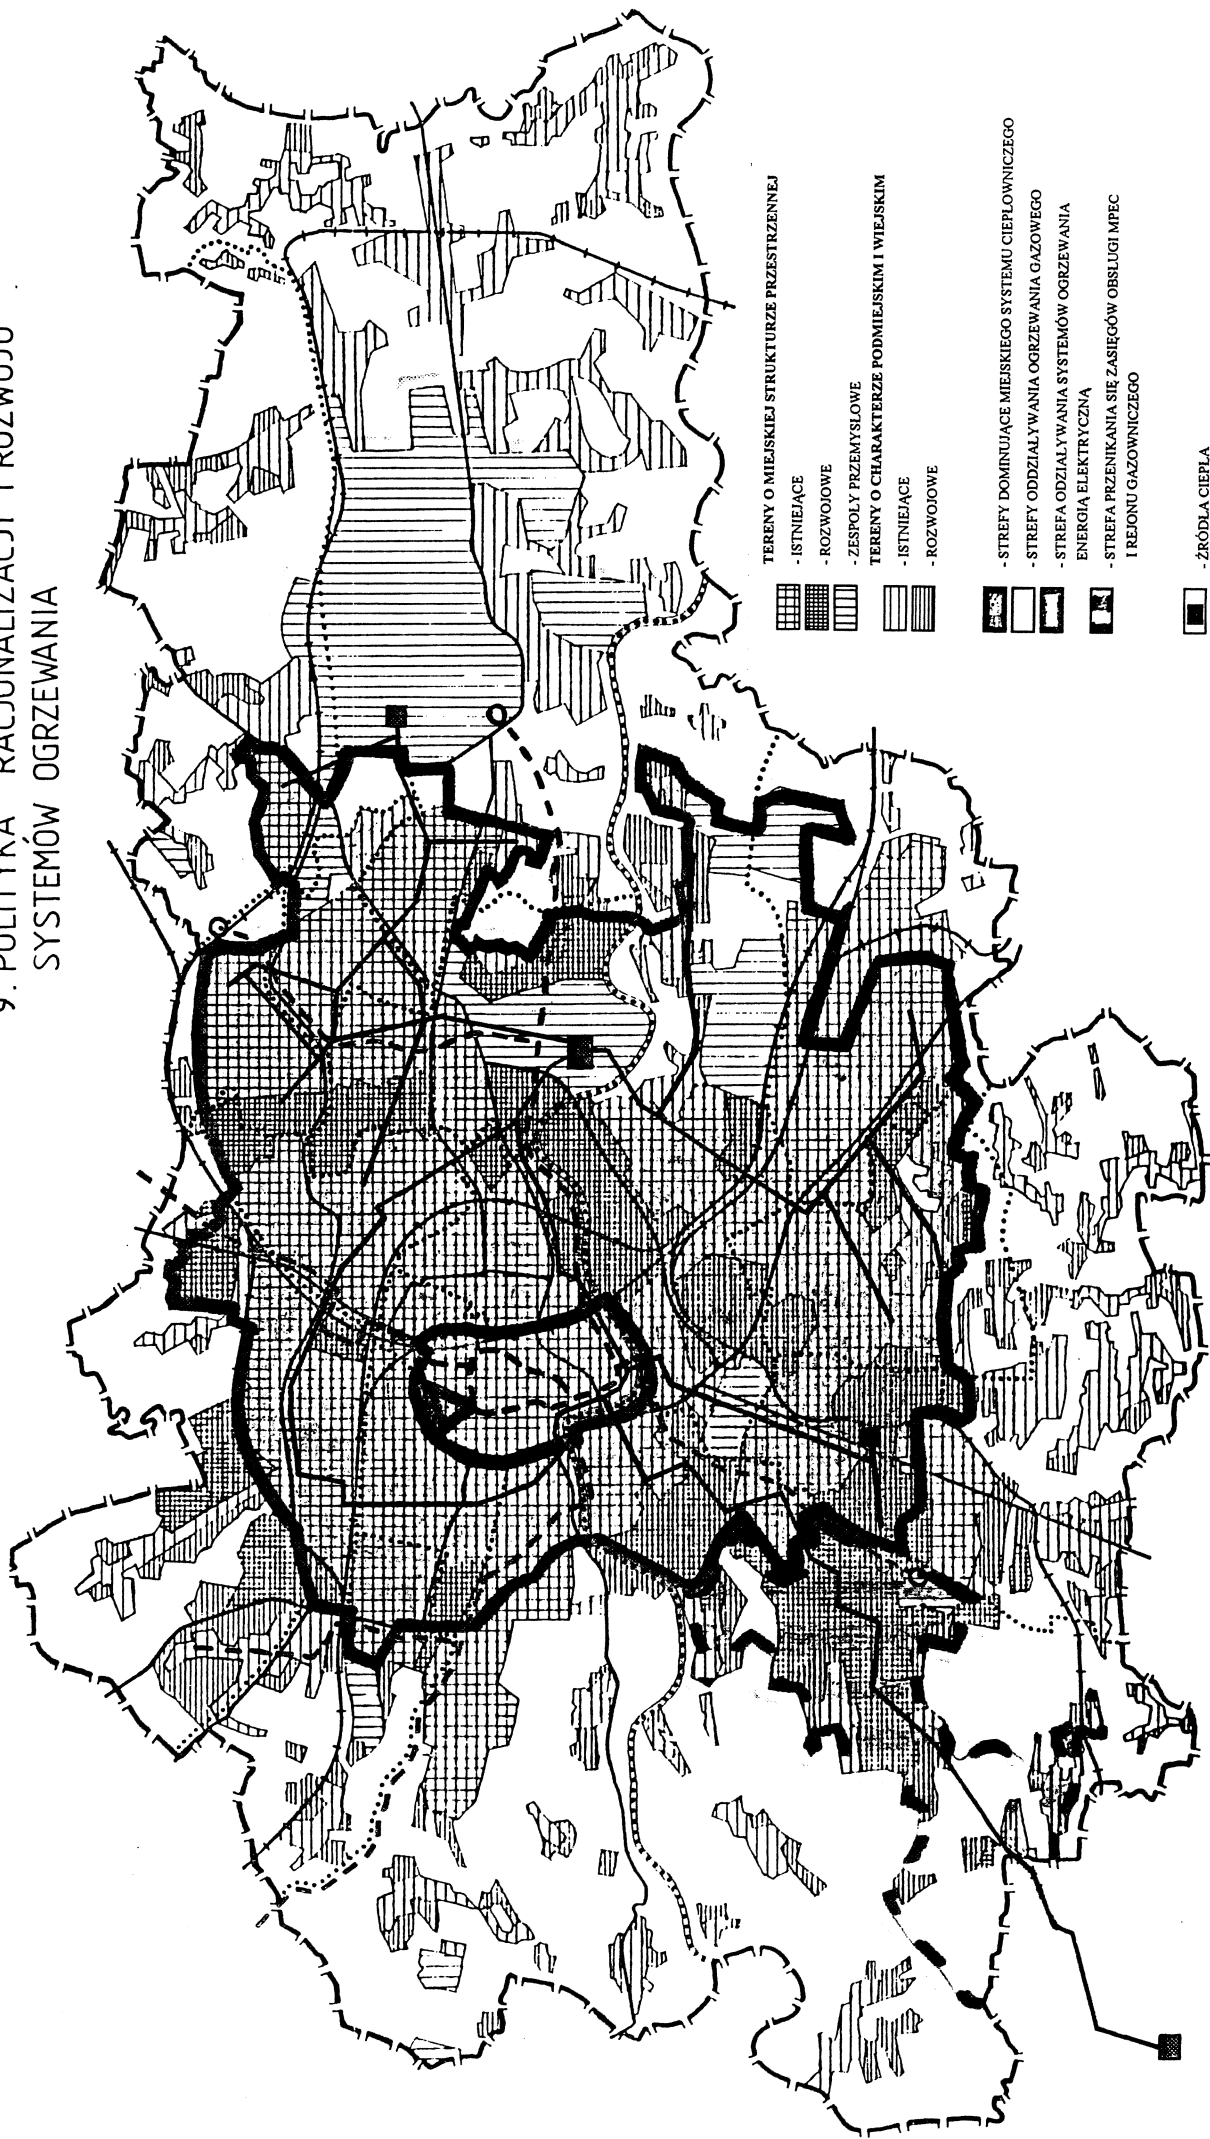 9. POLITYKA RACJONALIZACJI I ROZWOJU
SYSTEMÓW OGRZEWANIA
TERENY O MIEJSKIEJ STRUKTURZE PRZESTRZENNEJ
- ISTNIEJĄCE
- ROZWOJOWE
- ZESPOŁY PRZEMYSŁOWE
TERENY O CHARAKTERZE PODMIEJSKIM I WIEJSKIM
- ISTNIEJĄCE
- ROZWOJOWE
- STREFY DOMINUJĄCE MIEJSKIEGO SYSTEMU CIEPŁOWNICZEGO
- STREFY ODDZIAŁYWANIA OGRZEWANIA GAZOWEGO
- STREFA ODZIAŁYWANIA SYSTEMÓW OGRZEWANIA
ENERGIĄ ELEKTRYCZNĄ
- STREFA PRZENIKANIA SIĘ ZASIĘGÓW OBSŁUGI MPEC
I REJONU GAZOWNICZEGO
- ŹRÓDŁA CIEPŁA